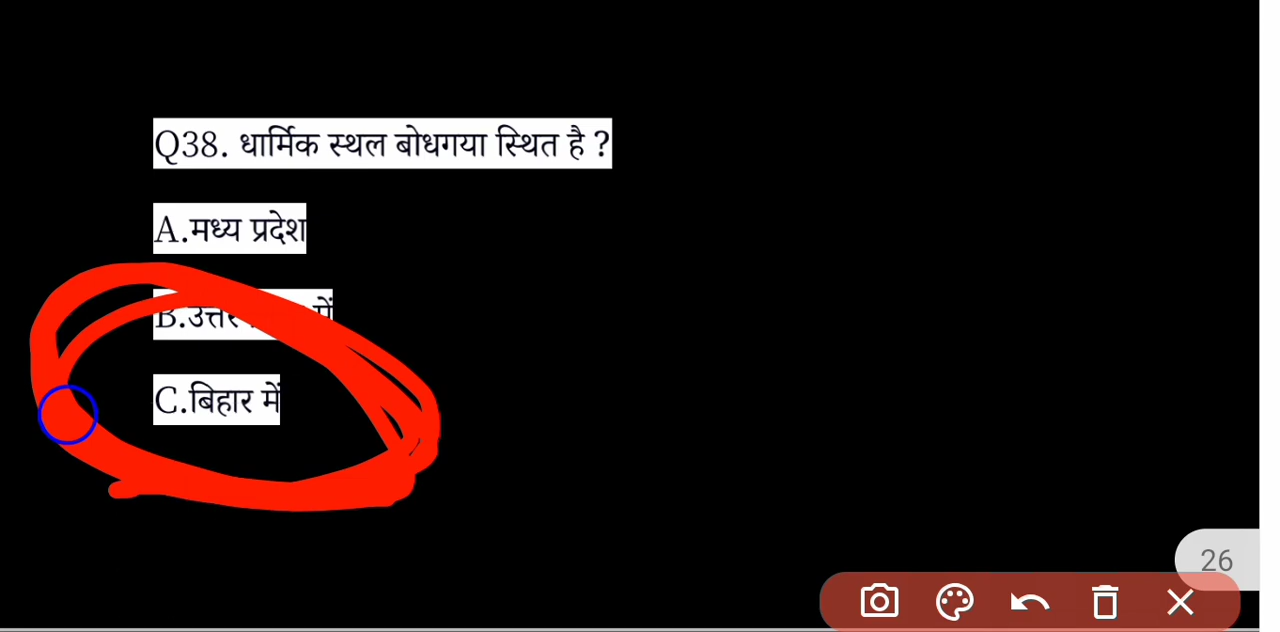 Q38. धार्मिक स्थल बोधगया स्थित है ?
A.मध्य प्रदेश
B.उत्तर में
C.बिहार में
26